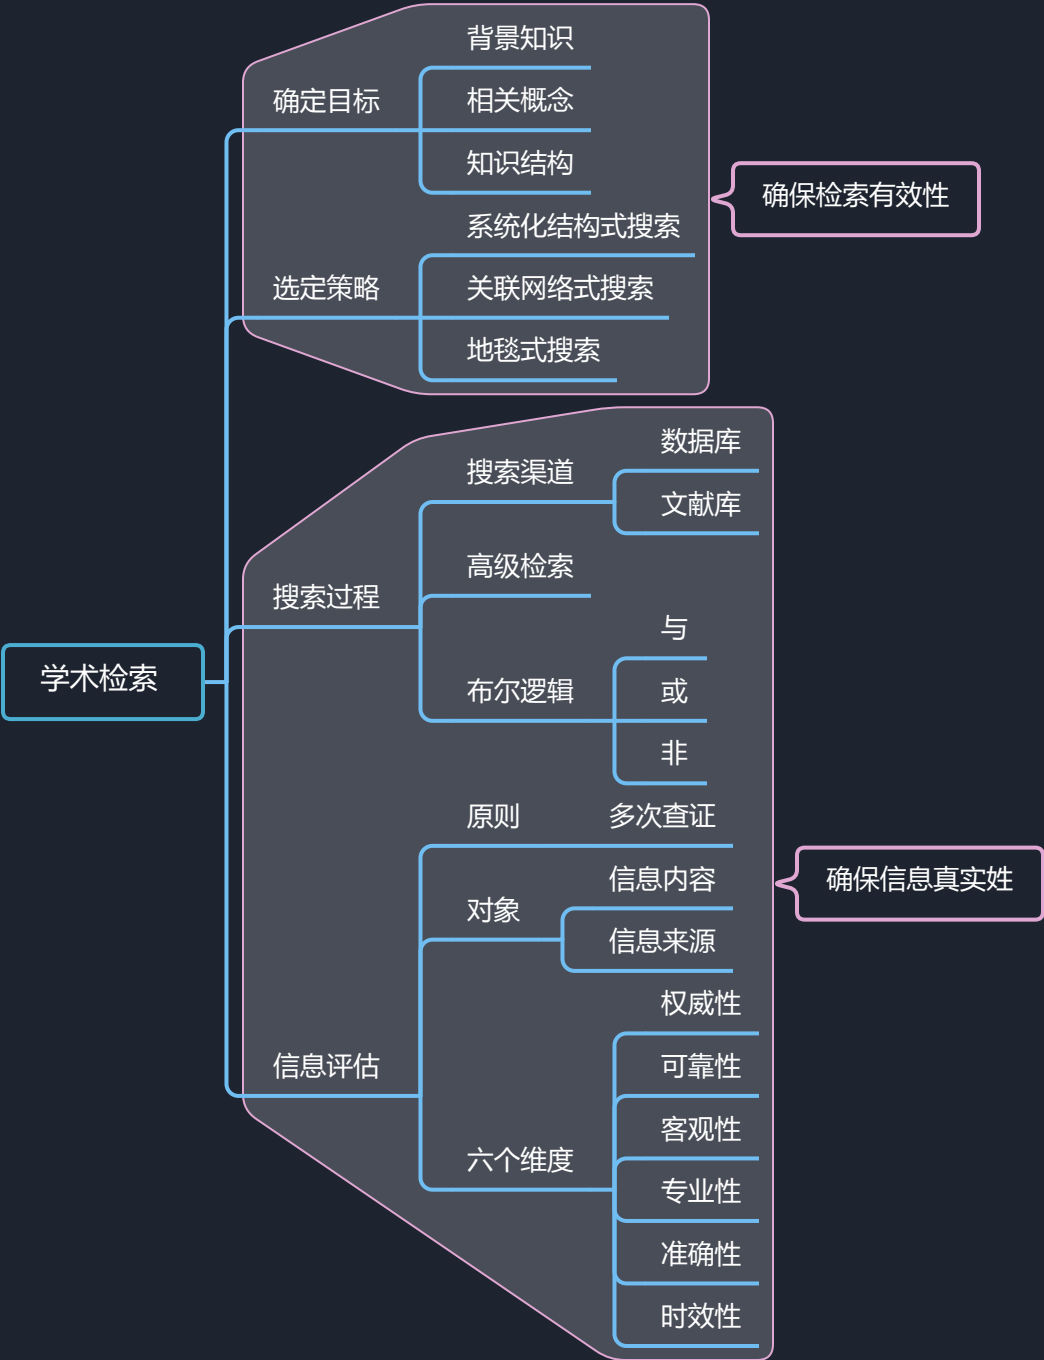 背景知识
确定目标
相关概念
知识结构
确保检索有效性
系统化结构式搜索
选定策略
关联网络式搜索
地毯式搜索
数据库
搜索渠道
文献库
高级检索
搜索过程
与
学术检索
布尔逻辑
或
非
原则
多次查证
信息内容
确保信息真实姓
对象
信息来源
权威性
信息评估
可靠性
客观性
六个维度
专业性
准确性
时效性